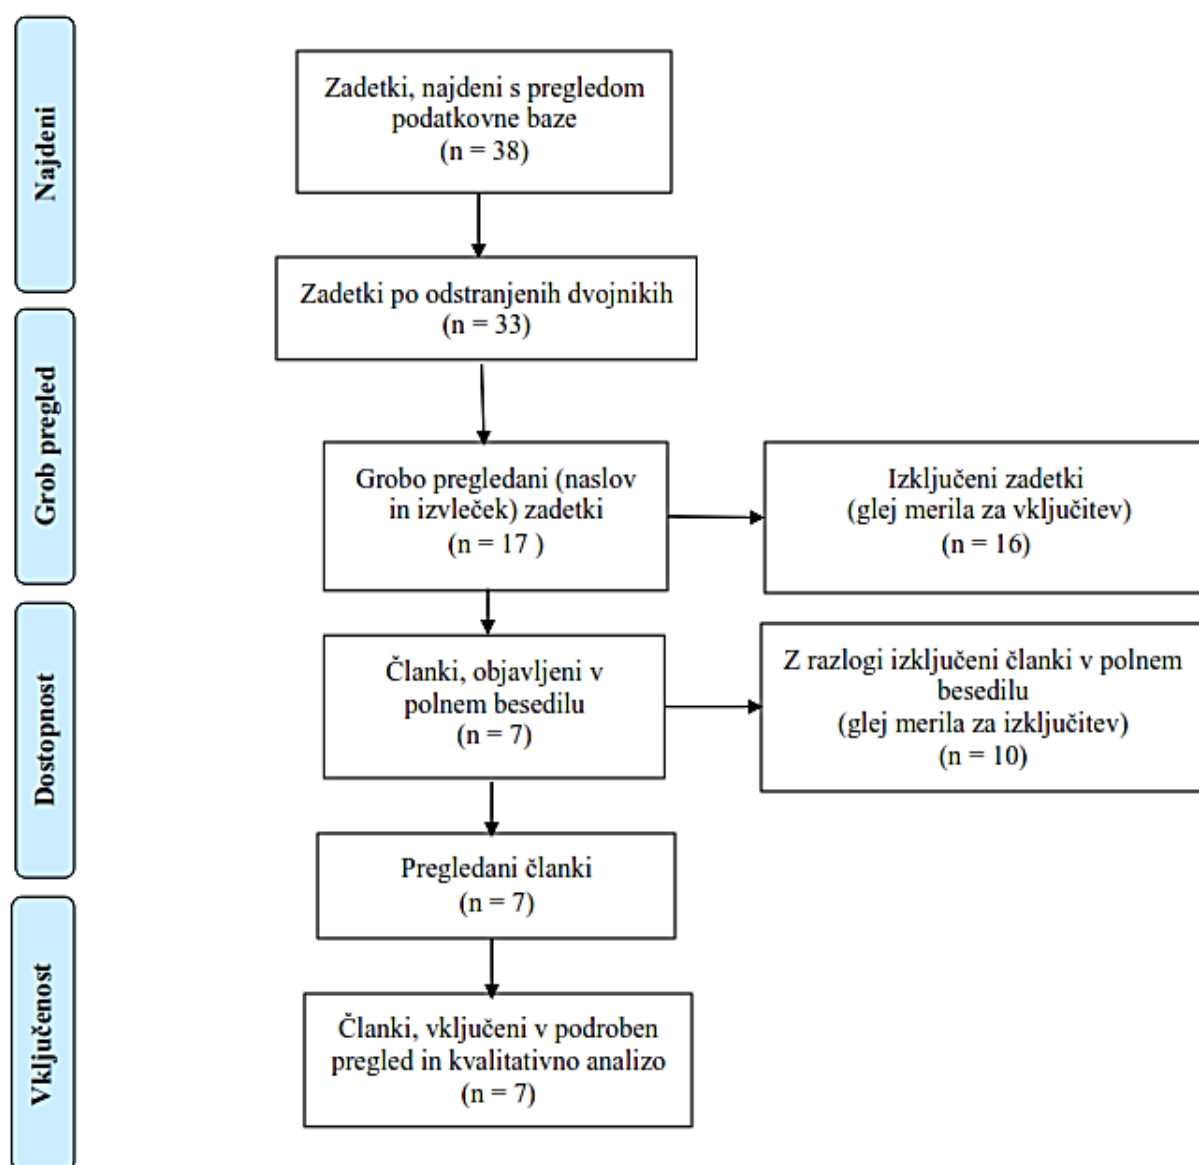 Najdeni
Zadetki, najdeni s pregledom
podatkovne baze
(n = 38)
Zadetki po odstranjenih dvojnikih
(n = 33)
Grob pregled
Grobo pregledani (naslov
in izvleček) zadetki
(n = 17 )
Izključeni zadetki
(glej merila za vključitev)
(n = 16)
Dostopnost
Članki, objavljeni v
polnem besedilu
(n = 7)
Z razlogi izključeni članki v polnem
besedilu
(glej merila za izključitev)
(n = 10)
Pregledani članki
(n = 7)
Vključenost
Članki, vključeni v podroben
pregled in kvalitativno analizo
(n = 7)